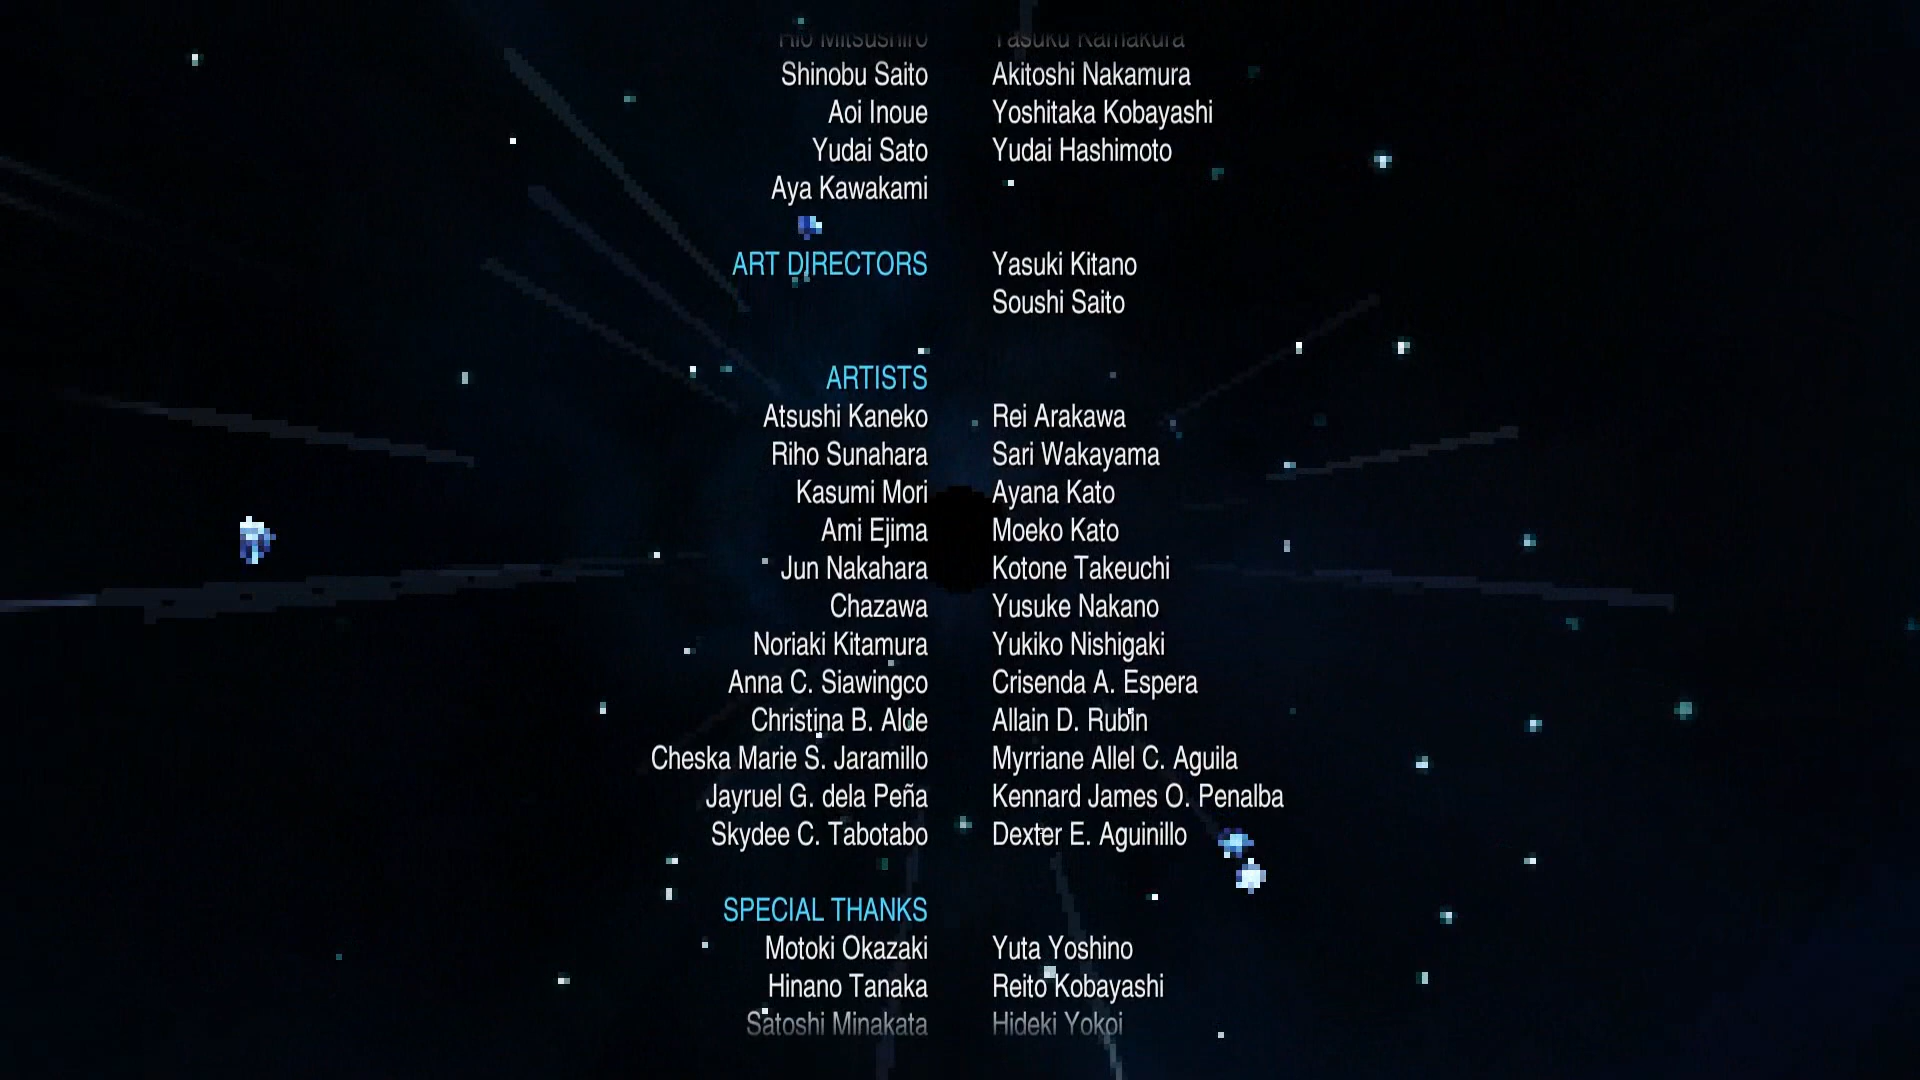 Rio Mitsushiro Yasuku Kamakura
Shinobu Saito Akitoshi Nakamura
Aoi Inoue Yoshitaka Kobayashi
Yudai Sato Yudai Hashimoto
Aya Kawakami
ART DIRECTORS Yasuki Kitano
Soushi Saito
ARTISTS
Atsushi Kaneko Rei Arakawa
Riho Sunahara Sari Wakayama
Kasumi Mori Ayana Kato
Ami Ejima Moeko Kato
Jun Nakahara Kotone Takeuchi
Chazawa Yusuke Nakano
Noriaki Kitamura Yukiko Nishigaki
Anna C. Siawingco Crisenda A. Espera
Christina B. Alde Allain D. Rubin
Cheska Marie S. Jaramillo Myrriane Allel C. Aguila
Jayruel G. dela Peña Kennard James O. Penalba
Skydee C. Tabotabo Dexter E. Aguinillo
SPECIAL THANKS
Motoki Okazaki Yuta Yoshino
Hinano Tanaka Reito Kobayashi
Satoshi Minakata Hideki Yokoi